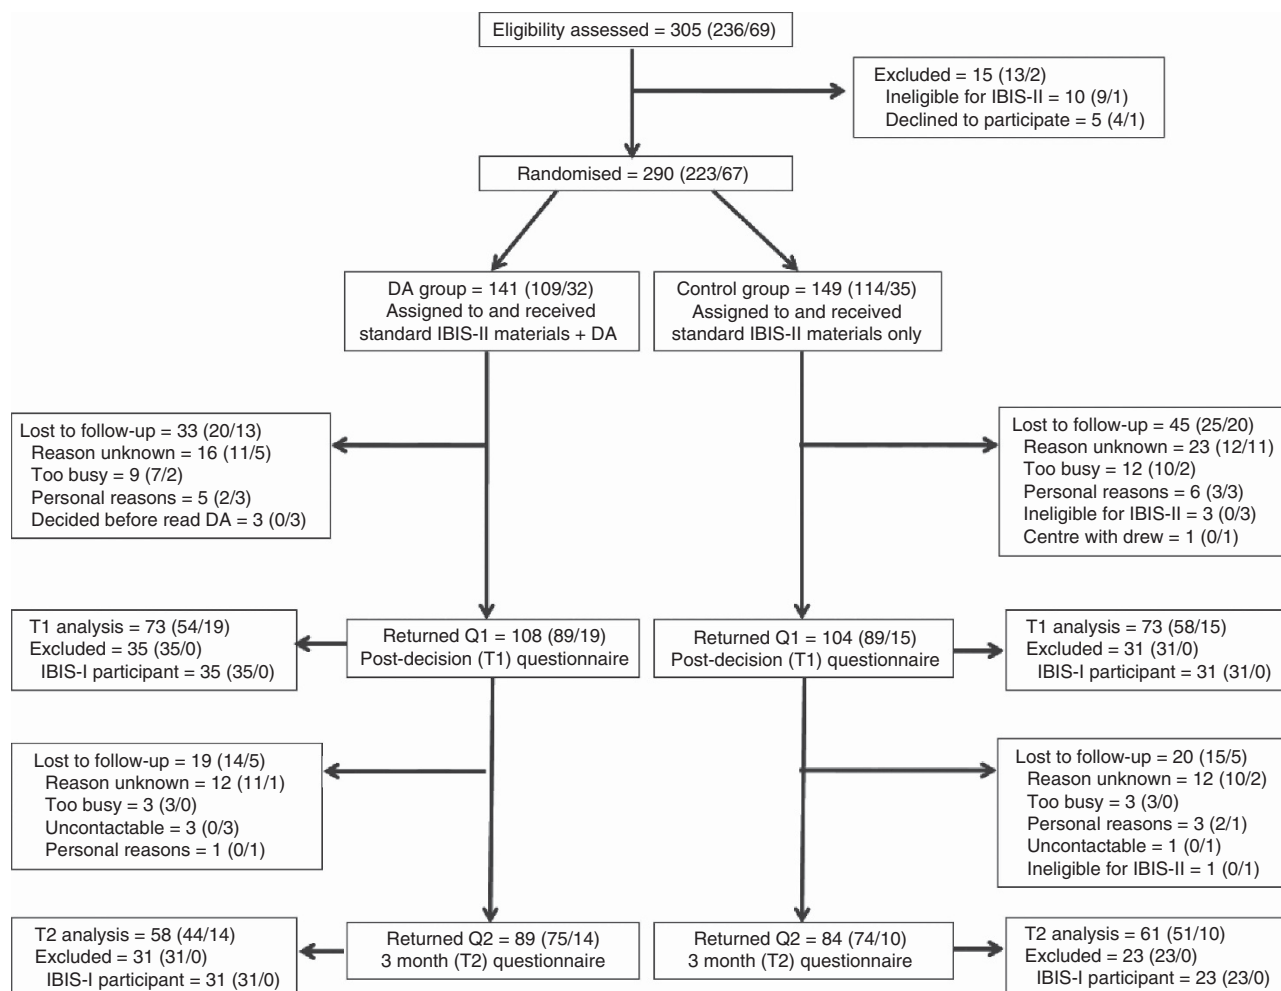 Eligibility assessed = 305 (236/69)
Excluded = 15 (13/2)
Ineligible for IBIS-II = 10 (9/1)
Declined to participate = 5 (4/1)
Randomised = 290 (223/67)
DA group = 141 (109/32)
Assigned to and received
standard IBIS-II materials + DA
Control group = 149 (114/35)
Assigned to and received
standard IBIS-II materials only
Lost to follow-up = 33 (20/13)
Reason unknown = 16 (11/5)
Too busy = 9 (7/2)
Personal reasons = 5 (2/3)
Decided before read DA = 3 (0/3)
Lost to follow-up = 45 (25/20)
Reason unknown = 23 (12/11)
Too busy = 12 (10/2)
Personal reasons = 6 (3/3)
Ineligible for IBIS-II = 3 (0/3)
Centre with drew = 1 (0/1)
T1 analysis = 73 (54/19)
Excluded = 35 (35/0)
IBIS-I participant = 35 (35/0)
Returned Q1 = 108 (89/19)
Post-decision (T1) questionnaire
Returned Q1 = 104 (89/15)
Post-decision (T1) questionnaire
T1 analysis = 73 (58/15)
Excluded = 31 (31/0)
IBIS-I participant = 31 (31/0)
Lost to follow-up = 19 (14/5)
Reason unknown = 12 (11/1)
Too busy = 3 (3/0)
Uncontactable = 3 (0/3)
Personal reasons = 1 (0/1)
Lost to follow-up = 20 (15/5)
Reason unknown = 12 (10/2)
Too busy = 3 (3/0)
Personal reasons = 3 (2/1)
Uncontactable = 1 (0/1)
Ineligible for IBIS-II = 1 (0/1)
T2 analysis = 58 (44/14)
Excluded = 31 (31/0)
IBIS-I participant = 31 (31/0)
Returned Q2 = 89 (75/14)
3 month (T2) questionnaire
Returned Q2 = 84 (74/10)
3 month (T2) questionnaire
T2 analysis = 61 (51/10)
Excluded = 23 (23/0)
IBIS-I participant = 23 (23/0)